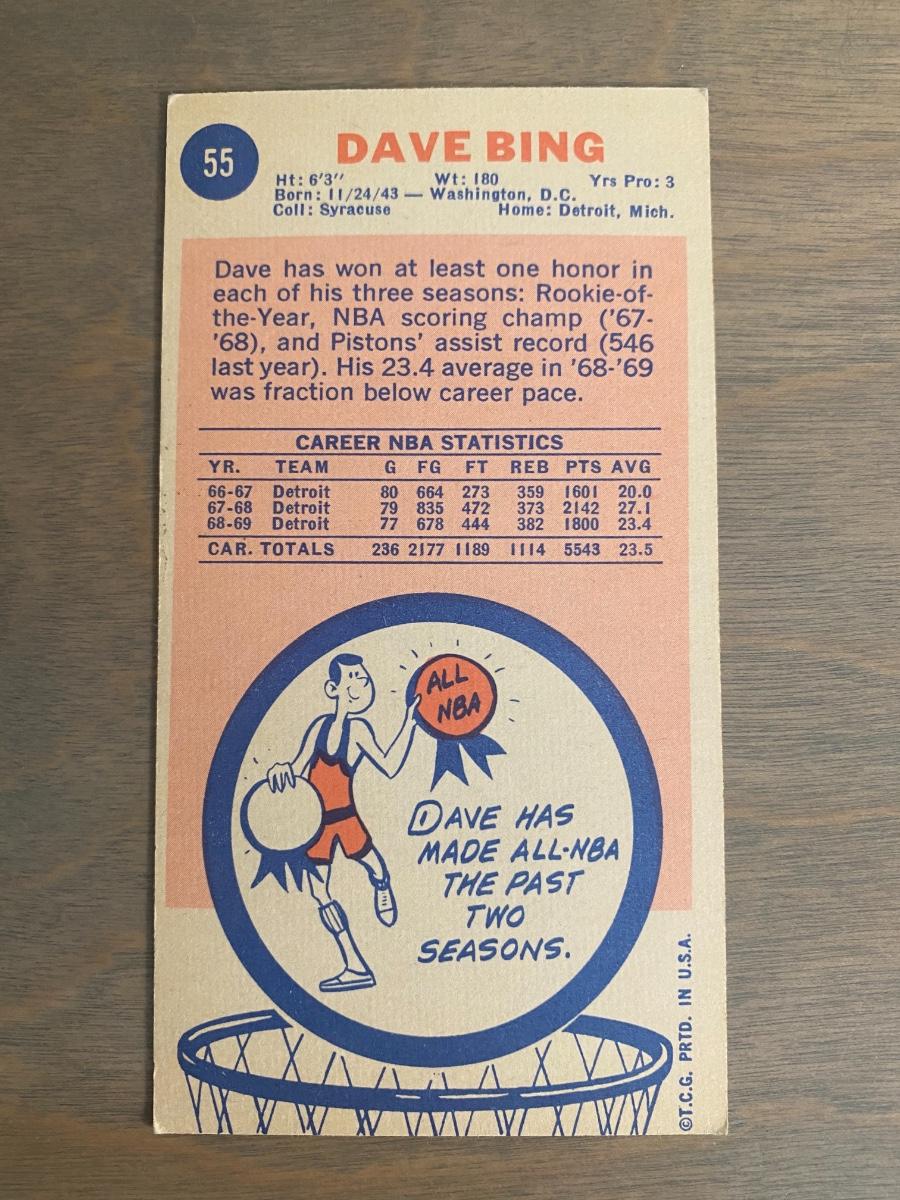 55
DAVE BING
Ht: 6'3" Wt: 180 Yrs Pro: 3
Born: 11/24/43 — Washington, D.C.
Coll: Syracuse Home: Detroit, Mich.
Dave has won at least one honor in
each of his three seasons: Rookie-of-
the-Year, NBA scoring champ ('67-
'68), and Pistons' assist record (546
last year). His 23.4 average in '68-'69
was fraction below career pace.
CAREER NBA STATISTICS
YR. TEAM G FG FT REB PTS AVG
66-67 Detroit 80 664 273 359 1601 20.0
67-68 Detroit 79 835 472 373 2142 27.1
68-69 Detroit 77 678 444 382 1800 23.4
CAR. TOTALS 236 2177 1189 1114 5543 23.5
ALL
NBA
DAVE HAS
MADE ALL-NBA
THE PAST
TWO
SEASONS.
©T.C.G. PRTD. IN U.S.A.